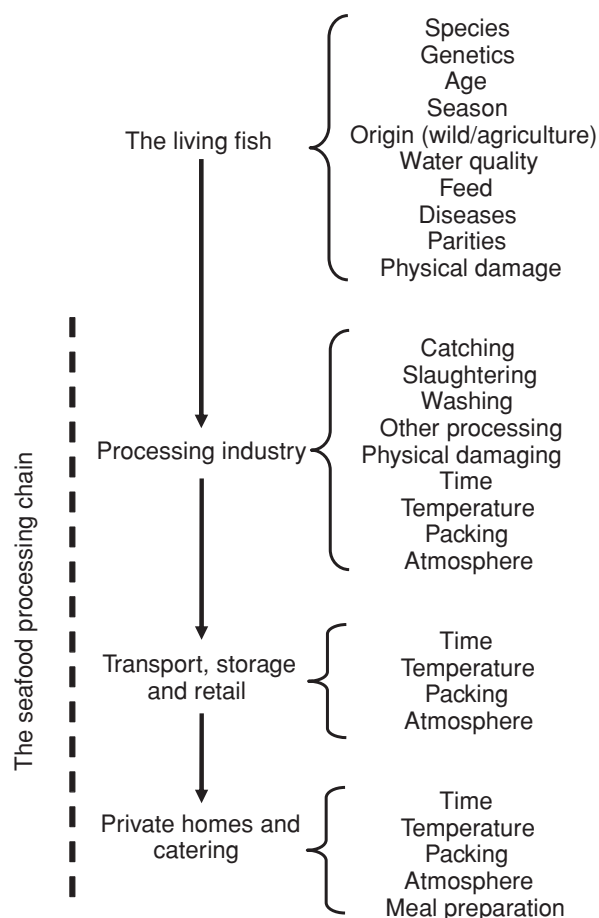 The living fish
Species
Genetics
Age
Season
Origin (wild/agriculture)
Water quality
Feed
Diseases
Parities
Physical damage
The seafood processing chain
Processing industry
Catching
Slaughtering
Washing
Other processing
Physical damaging
Time
Temperature
Packing
Atmosphere
Transport, storage
and retail
Time
Temperature
Packing
Atmosphere
Private homes and
catering
Time
Temperature
Packing
Atmosphere
Meal preparation